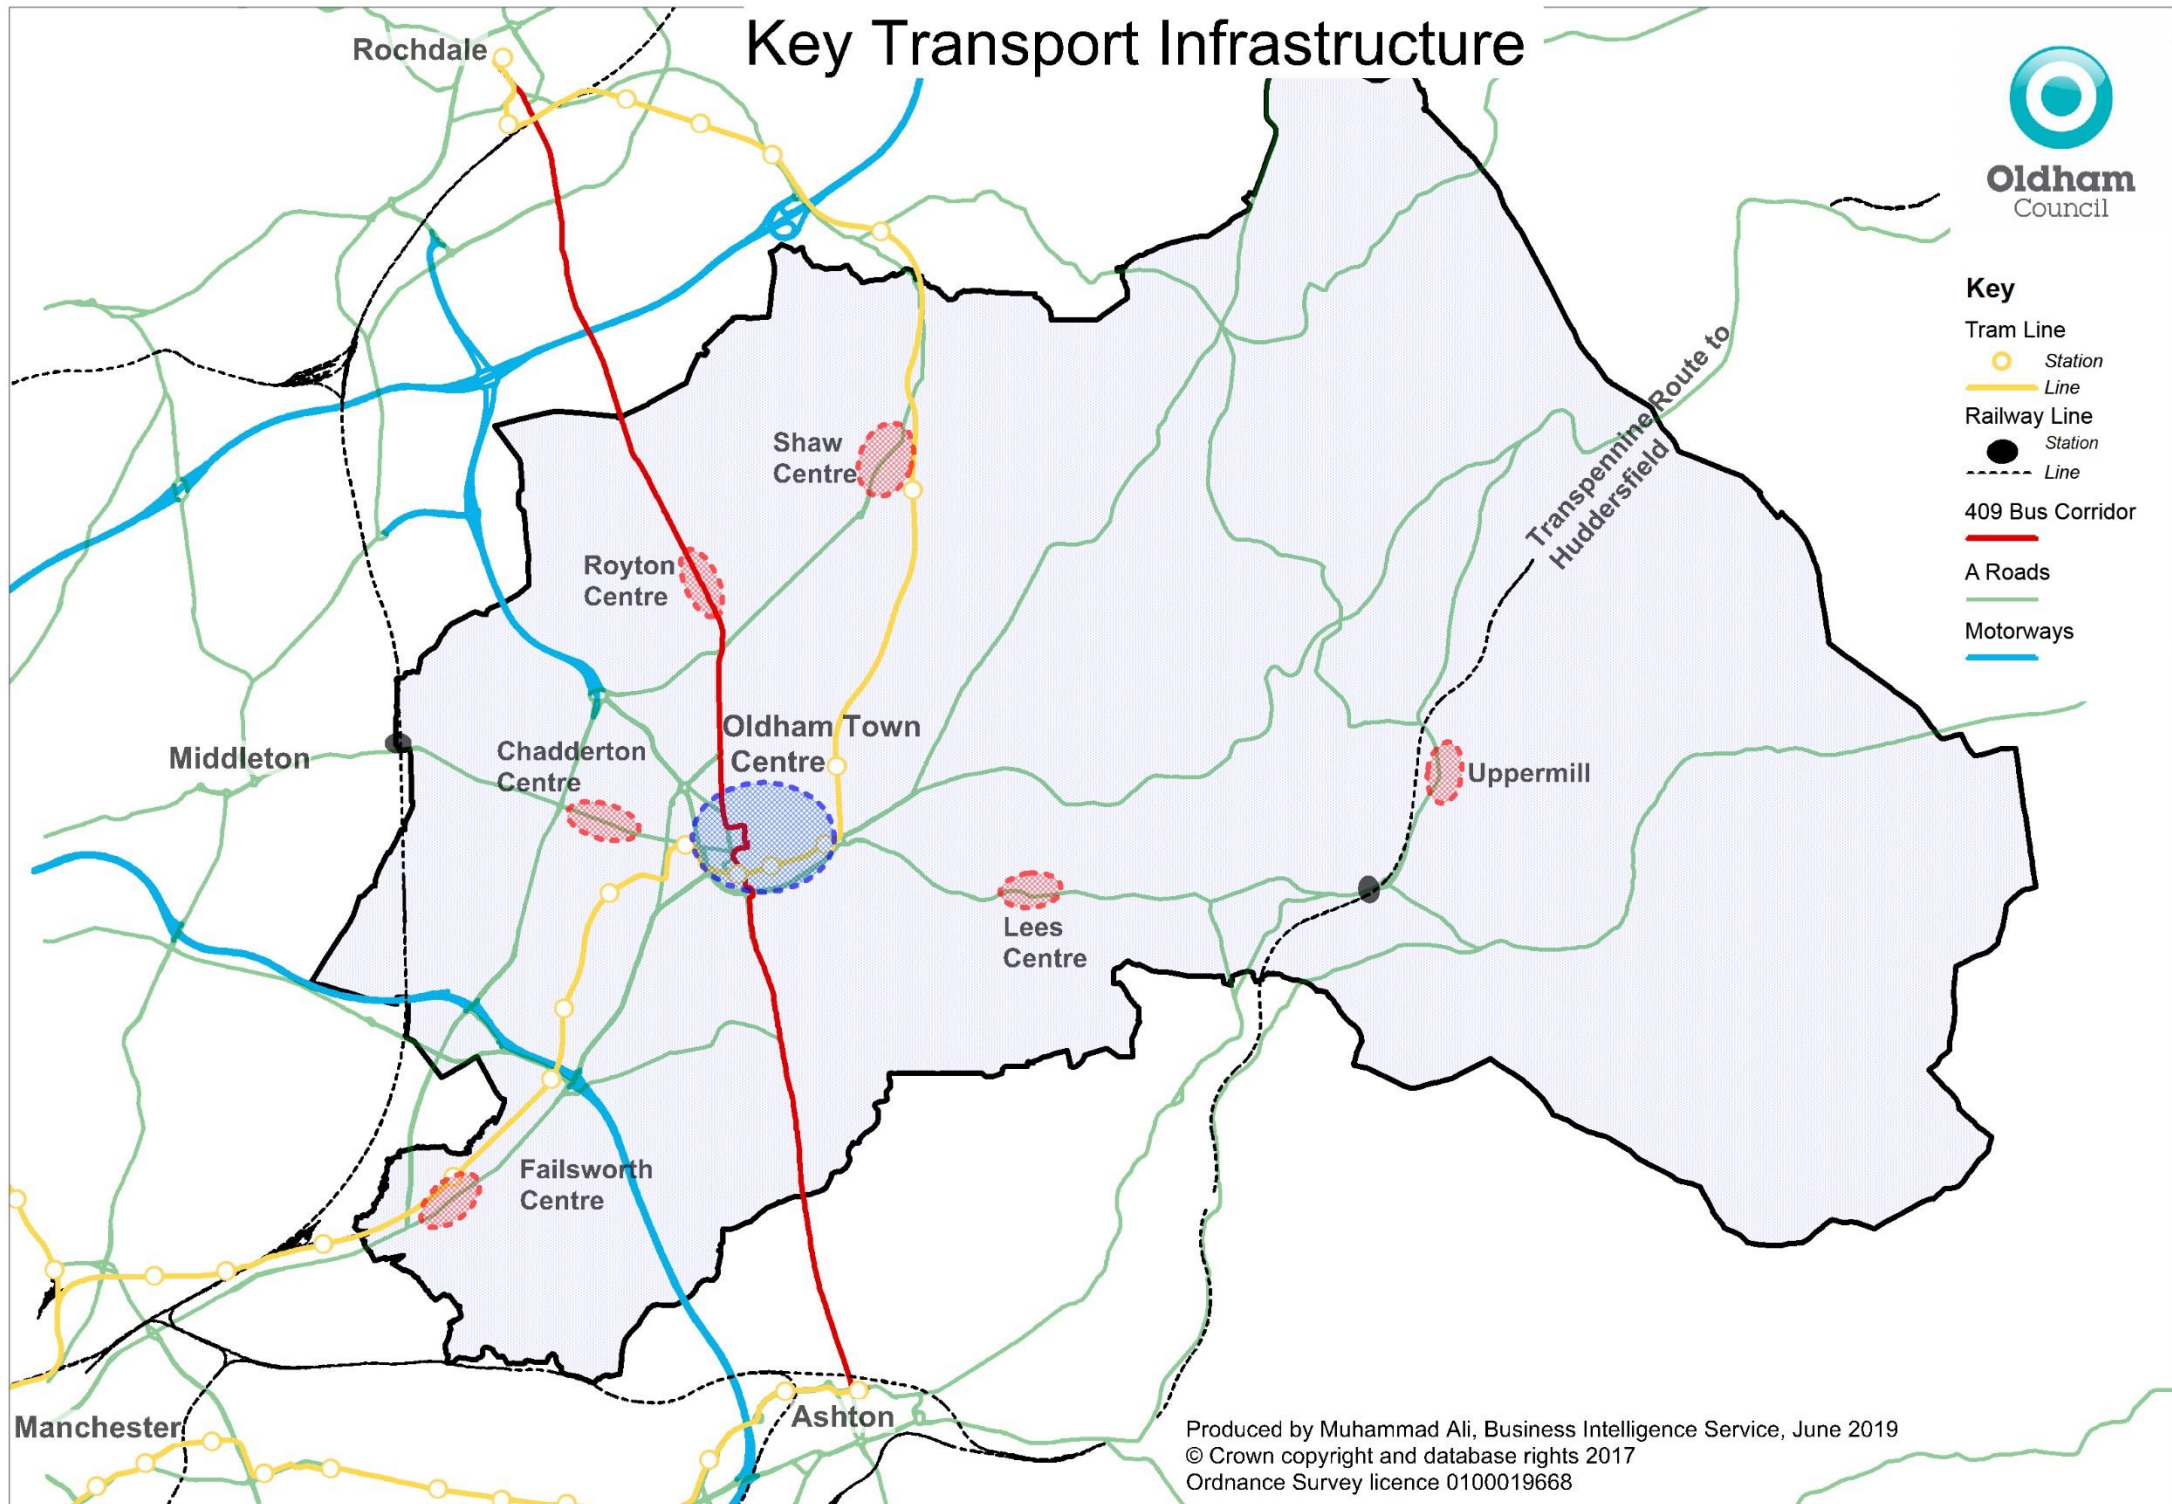 Key Transport Infrastructure
Rochdale
Oldham
Council
Key
Tram Line
Station
Line
Railway Line
Station
Line
409 Bus Corridor
A Roads
Motorways
Transpennine Route to
Huddersfield
Shaw
Centre
Royton
Centre
Oldham Town
Centre
Chadderton
Centre
Middleton
Uppermill
Lees
Centre
Failsworth
Centre
Manchester
Ashton
Produced by Muhammad Ali, Business Intelligence Service, June 2019
© Crown copyright and database rights 2017
Ordnance Survey licence 0100019668